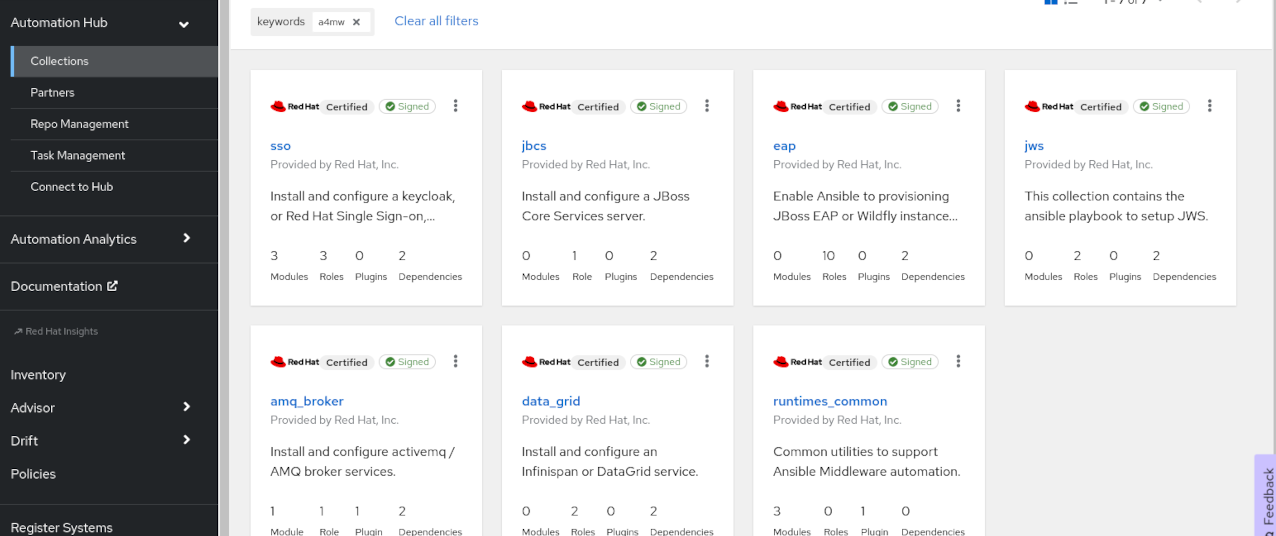 Automation Hub
Collections
Partners
Repo Management
Task Management
Connect to Hub
Automation Analytics
Documentation
Red Hat Insights
Inventory
Advisor
Drift
Policies
Register Systems
keywords a4mw
Clear all filters
Red Hat Certified Signed
sso
Provided by Red Hat, Inc.
Install and configure a keycloak,
or Red Hat Single Sign-on,...
3 3 0 2
Modules Roles Plugins Dependencies
Red Hat Certified Signed
jbcs
Provided by Red Hat, Inc.
Install and configure a JBoss
Core Services server.
0 1 0 2
Modules Role Plugins Dependencies
Red Hat Certified Signed
eap
Provided by Red Hat, Inc.
Enable Ansible to provisioning
JBoss EAP or Wildfly instance...
0 10 0 2
Modules Roles Plugins Dependencies
Red Hat Certified Signed
jws
Provided by Red Hat, Inc.
This collection contains the
ansible playbook to setup JWS.
0 2 0 2
Modules Roles Plugins Dependencies
Red Hat Certified Signed
amq_broker
Provided by Red Hat, Inc.
Install and configure activemq /
AMQ broker services.
1 1 1 2
Module Role Plugin Dependencies
Red Hat Certified Signed
data_grid
Provided by Red Hat, Inc.
Install and configure an
Infinispan or DataGrid service.
0 2 0 2
Modules Roles Plugins Dependencies
Red Hat Certified Signed
runtimes_common
Provided by Red Hat, Inc.
Common utilities to support
Ansible Middleware automation.
3 0 1 0
Modules Roles Plugin Dependencies
Feedback